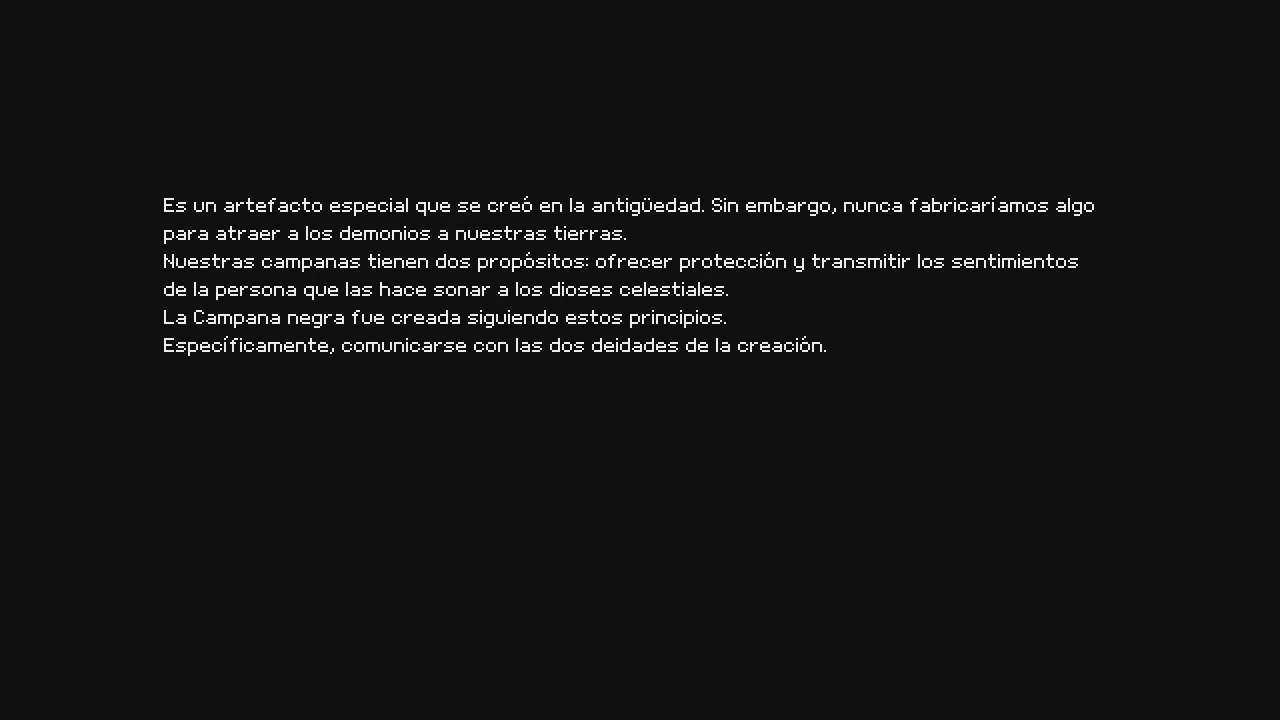 Es un artefacto especial que se creó en la antigüedad. Sin embargo, nunca fabricaríamos algo
para atraer a los demonios a nuestras tierras.
Nuestras campanas tienen dos propósitos: ofrecer protección y transmitir los sentimientos
de la persona que las hace sonar a los dioses celestiales.
La Campana negra fue creada siguiendo estos principios.
Específicamente, comunicarse con las dos deidades de la creación.